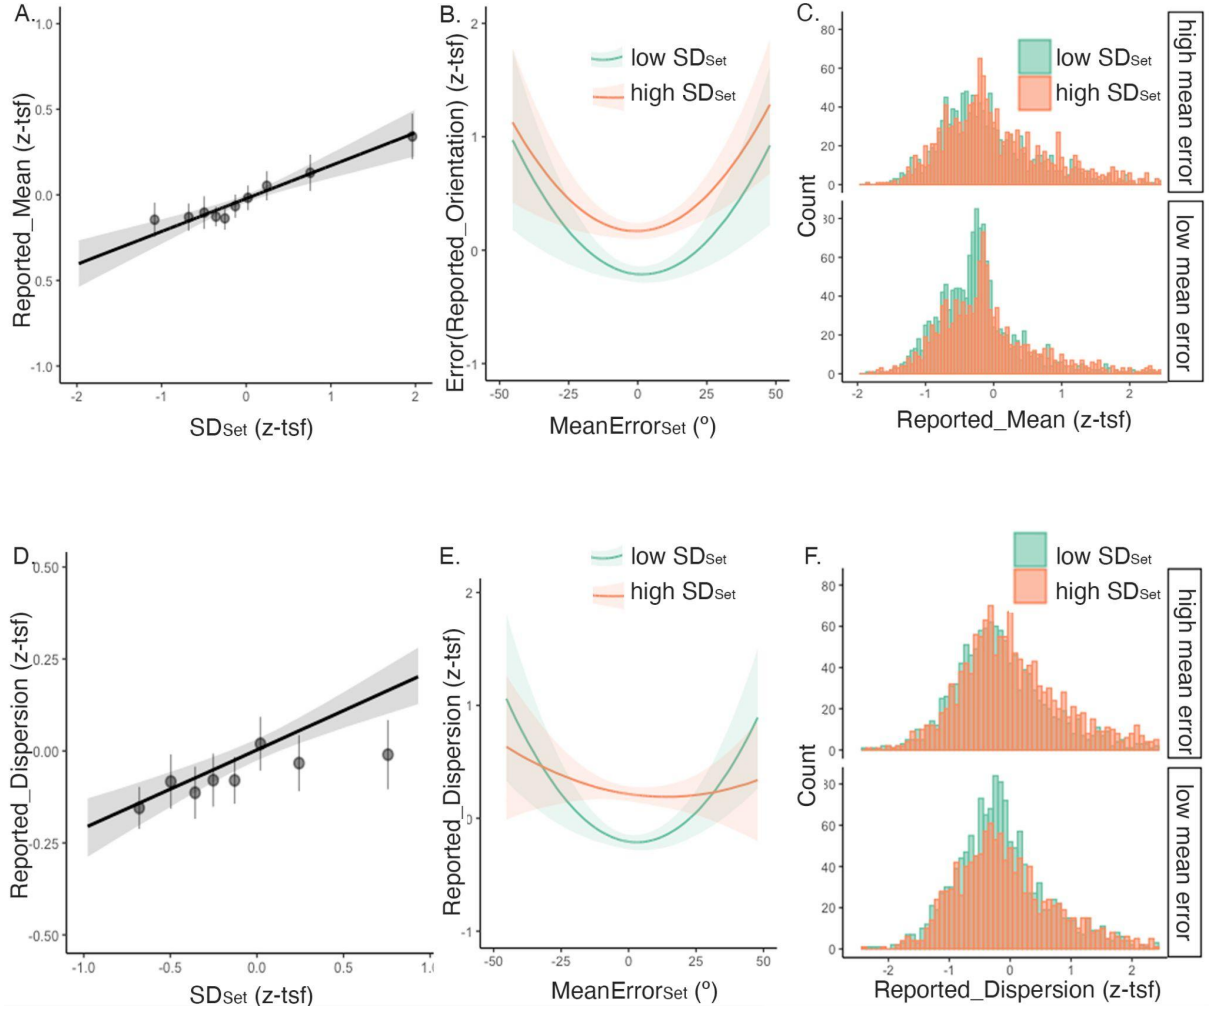 A.
Reported_Mean (z-tsf)
1.0
0.5
0.0
0.5
-1.0
-2
-1
0
1
2
SDSet (z-tsf)
B.
Error(Reported_Orientation) (z-tsf)
2
1
0
-1
-50
-25
0
25
50
low SDSet
high SDSet
MeanErrorSet (º)
C.
Count
80
60
40
20
0
80
60
40
20
0
low SDSet
high SDSet
high mean error
low mean error
-2
-1
0
1
2
Reported_Mean (z-tsf)
D.
Reported_Dispersion (z-tsf)
0.50
0.25
0.00
-0.25
-0.50
-1.0
-0.5
0.0
0.5
1.0
SDSet (z-tsf)
E.
Reported_Dispersion (z-tsf)
2
1
0
-1
-50
-25
0
25
50
low SDSet
high SDSet
MeanErrorSet (º)
F.
Count
80
60
40
20
0
80
60
40
20
0
low SDSet
high SDSet
high mean error
low mean error
-2
-1
0
1
2
Reported_Dispersion (z-tsf)